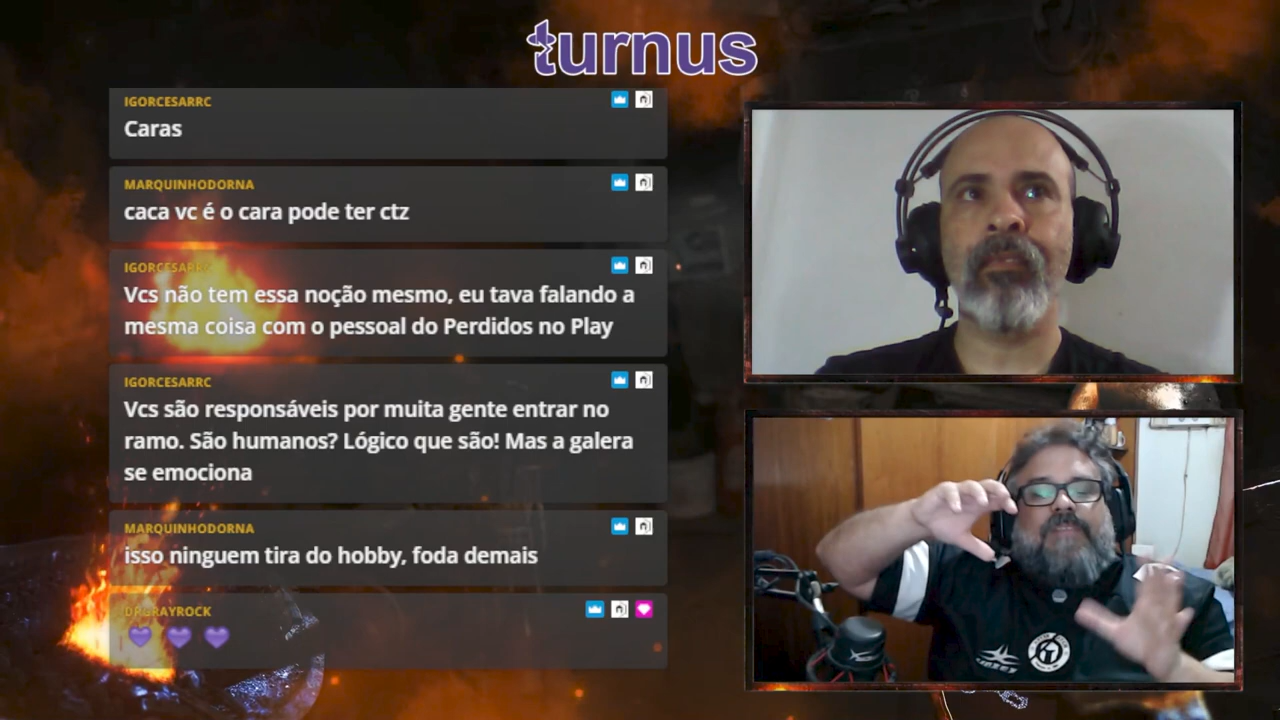 turnus
IGORCESARRC
Caras
MARQUINHODORNA
caca vc é o cara pode ter ctz
IGORCESARRC
Vcs não tem essa noção mesmo, eu tava falando a
mesma coisa com o pessoal do Perdidos no Play
IGORCESARRC
Vcs são responsáveis por muita gente entrar no
ramo. São humanos? Lógico que são! Mas a galera
se emociona
MARQUINHODORNA
isso ninguem tira do hobby, foda demais